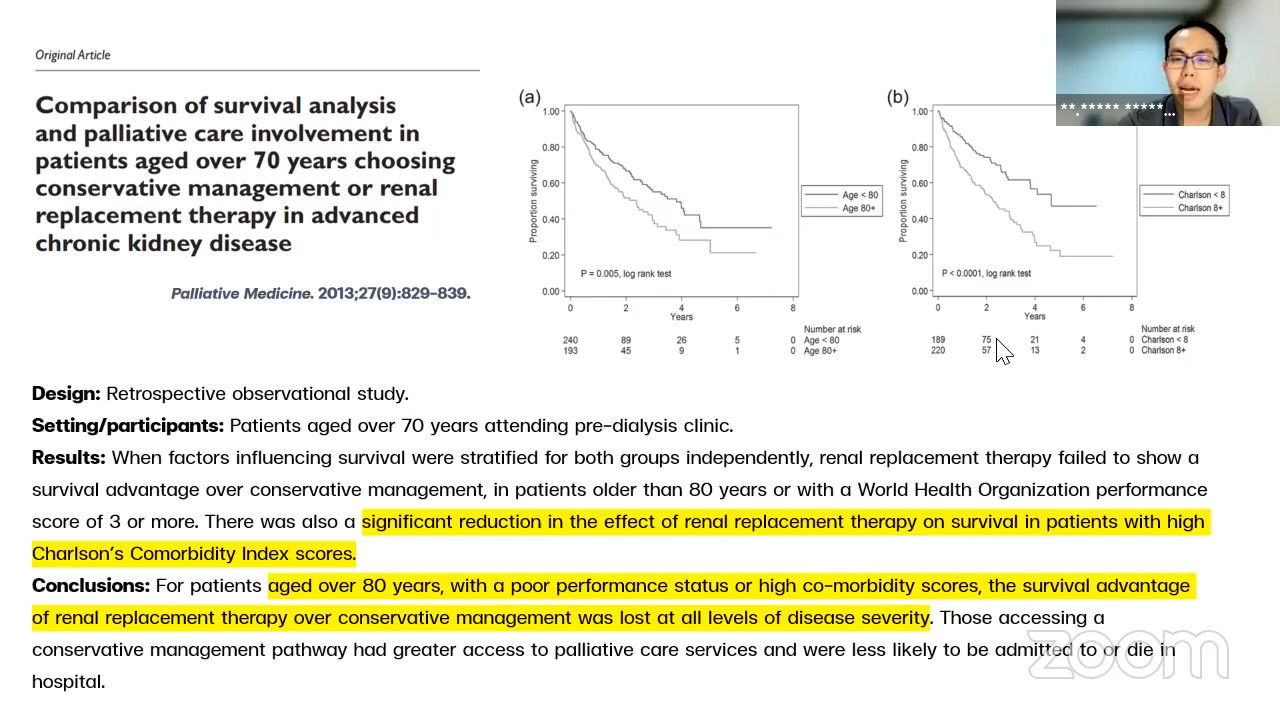 Original Article
Comparison of survival analysis
and palliative care involvement in
patients aged over 70 years choosing
conservative management or renal
replacement therapy in advanced
chronic kidney disease
Palliative Medicine. 2013;27(9):829–839.
(a)
1.00
0.80
0.60
0.40
0.20
0.00
Proportion surviving
P = 0.005, log rank test
0 2 4 6 8
Years
Age < 80
Age 80+
Number at risk
240 89 26 5 0 Age < 80
193 45 9 1 0 Age 80+
(b)
1.00
0.80
0.60
0.40
0.20
0.00
Proportion surviving
P < 0.0001, log rank test
0 2 4 6 8
Years
Charlson < 8
Charlson 8+
Number at risk
189 75 21 4 0 Charlson < 8
220 57 13 2 0 Charlson 8+
**.***** *****...
Design: Retrospective observational study.
Setting/participants: Patients aged over 70 years attending pre-dialysis clinic.
Results: When factors influencing survival were stratified for both groups independently, renal replacement therapy failed to show a
survival advantage over conservative management, in patients older than 80 years or with a World Health Organization performance
score of 3 or more. There was also a significant reduction in the effect of renal replacement therapy on survival in patients with high
Charlson's Comorbidity Index scores.
Conclusions: For patients aged over 80 years, with a poor performance status or high co-morbidity scores, the survival advantage
of renal replacement therapy over conservative management was lost at all levels of disease severity. Those accessing a
conservative management pathway had greater access to palliative care services and were less likely to be admitted to or die in
hospital.
zoom